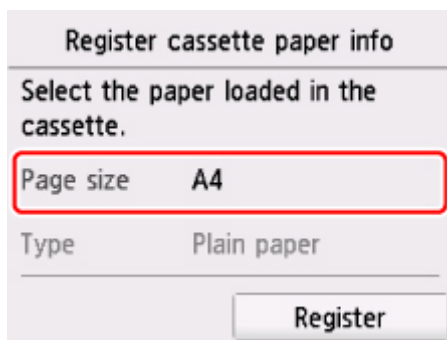 Register cassette paper info
Select the paper loaded in the
cassette.
Page size A4
Type Plain paper
Register